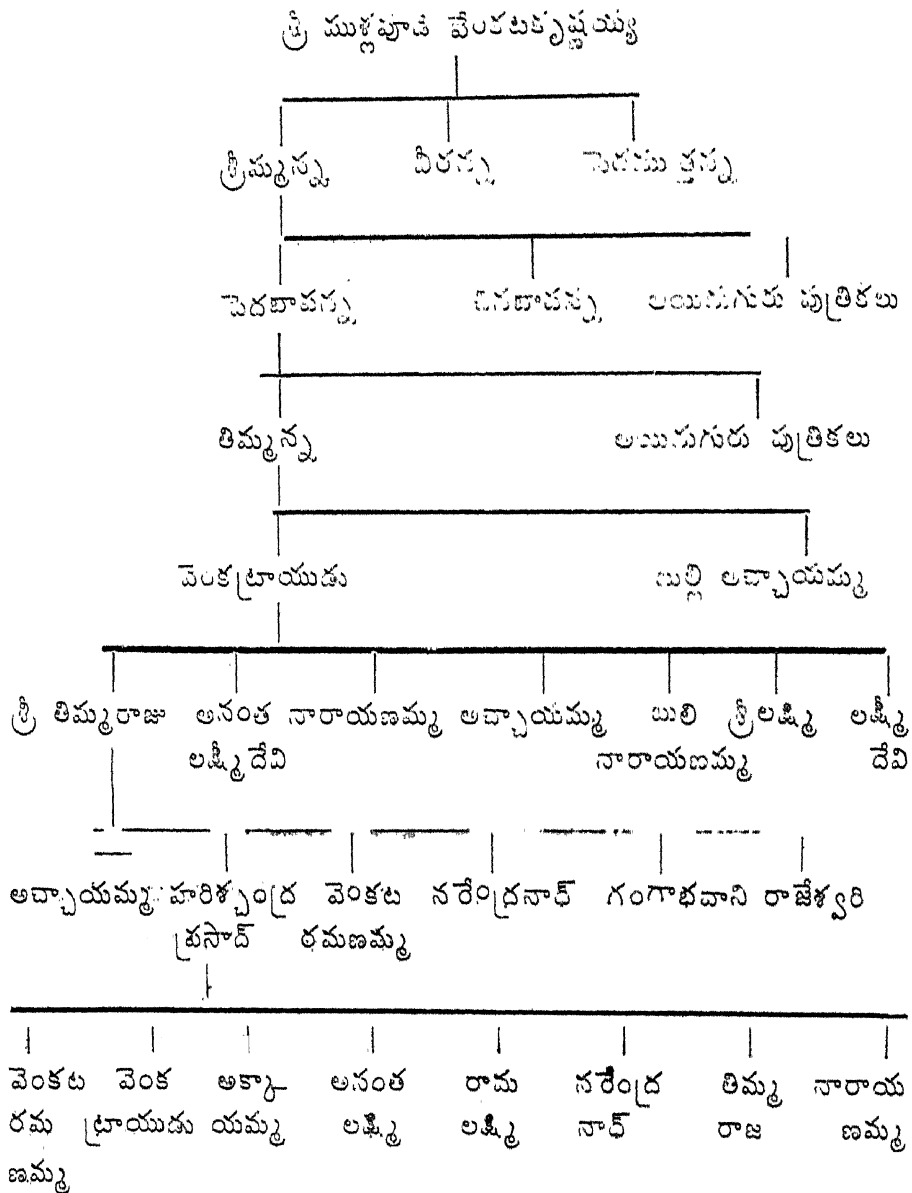 శ్రీ ముళ్లపూడి వేంకటకృష్ణయ్య
శ్రీమ్మన్న వీరన్న
పెదబాపన్న చినబాపన్న అయిదుగురు పుత్రికలు
తిమ్మన్న అయిదుగురు పుత్రికలు
వెంకట్రాయుడు బుల్లి అచ్చాయమ్మ
శ్రీ తిమ్మరాజు అనంత నారాయణమ్మ అచ్చాయమ్మ బులి శ్రీలక్ష్మి లక్ష్మీ
లక్ష్మీదేవి నారాయణమ్మ దేవి
అచ్చాయమ్మ హరిశ్చంద్ర వెంకట నరేంద్రనాథ్ గంగాభవాని రాజేశ్వరి
ప్రసాద్ రమణమ్మ
వెంకట వెంక అక్కా అనంత రామ నరేంద్ర తిమ్మ నారాయ
రమ ట్రాయుడు యమ్మ లక్ష్మి లక్ష్మి నాథ్ రాజ ణమ్మ
ణమ్మ